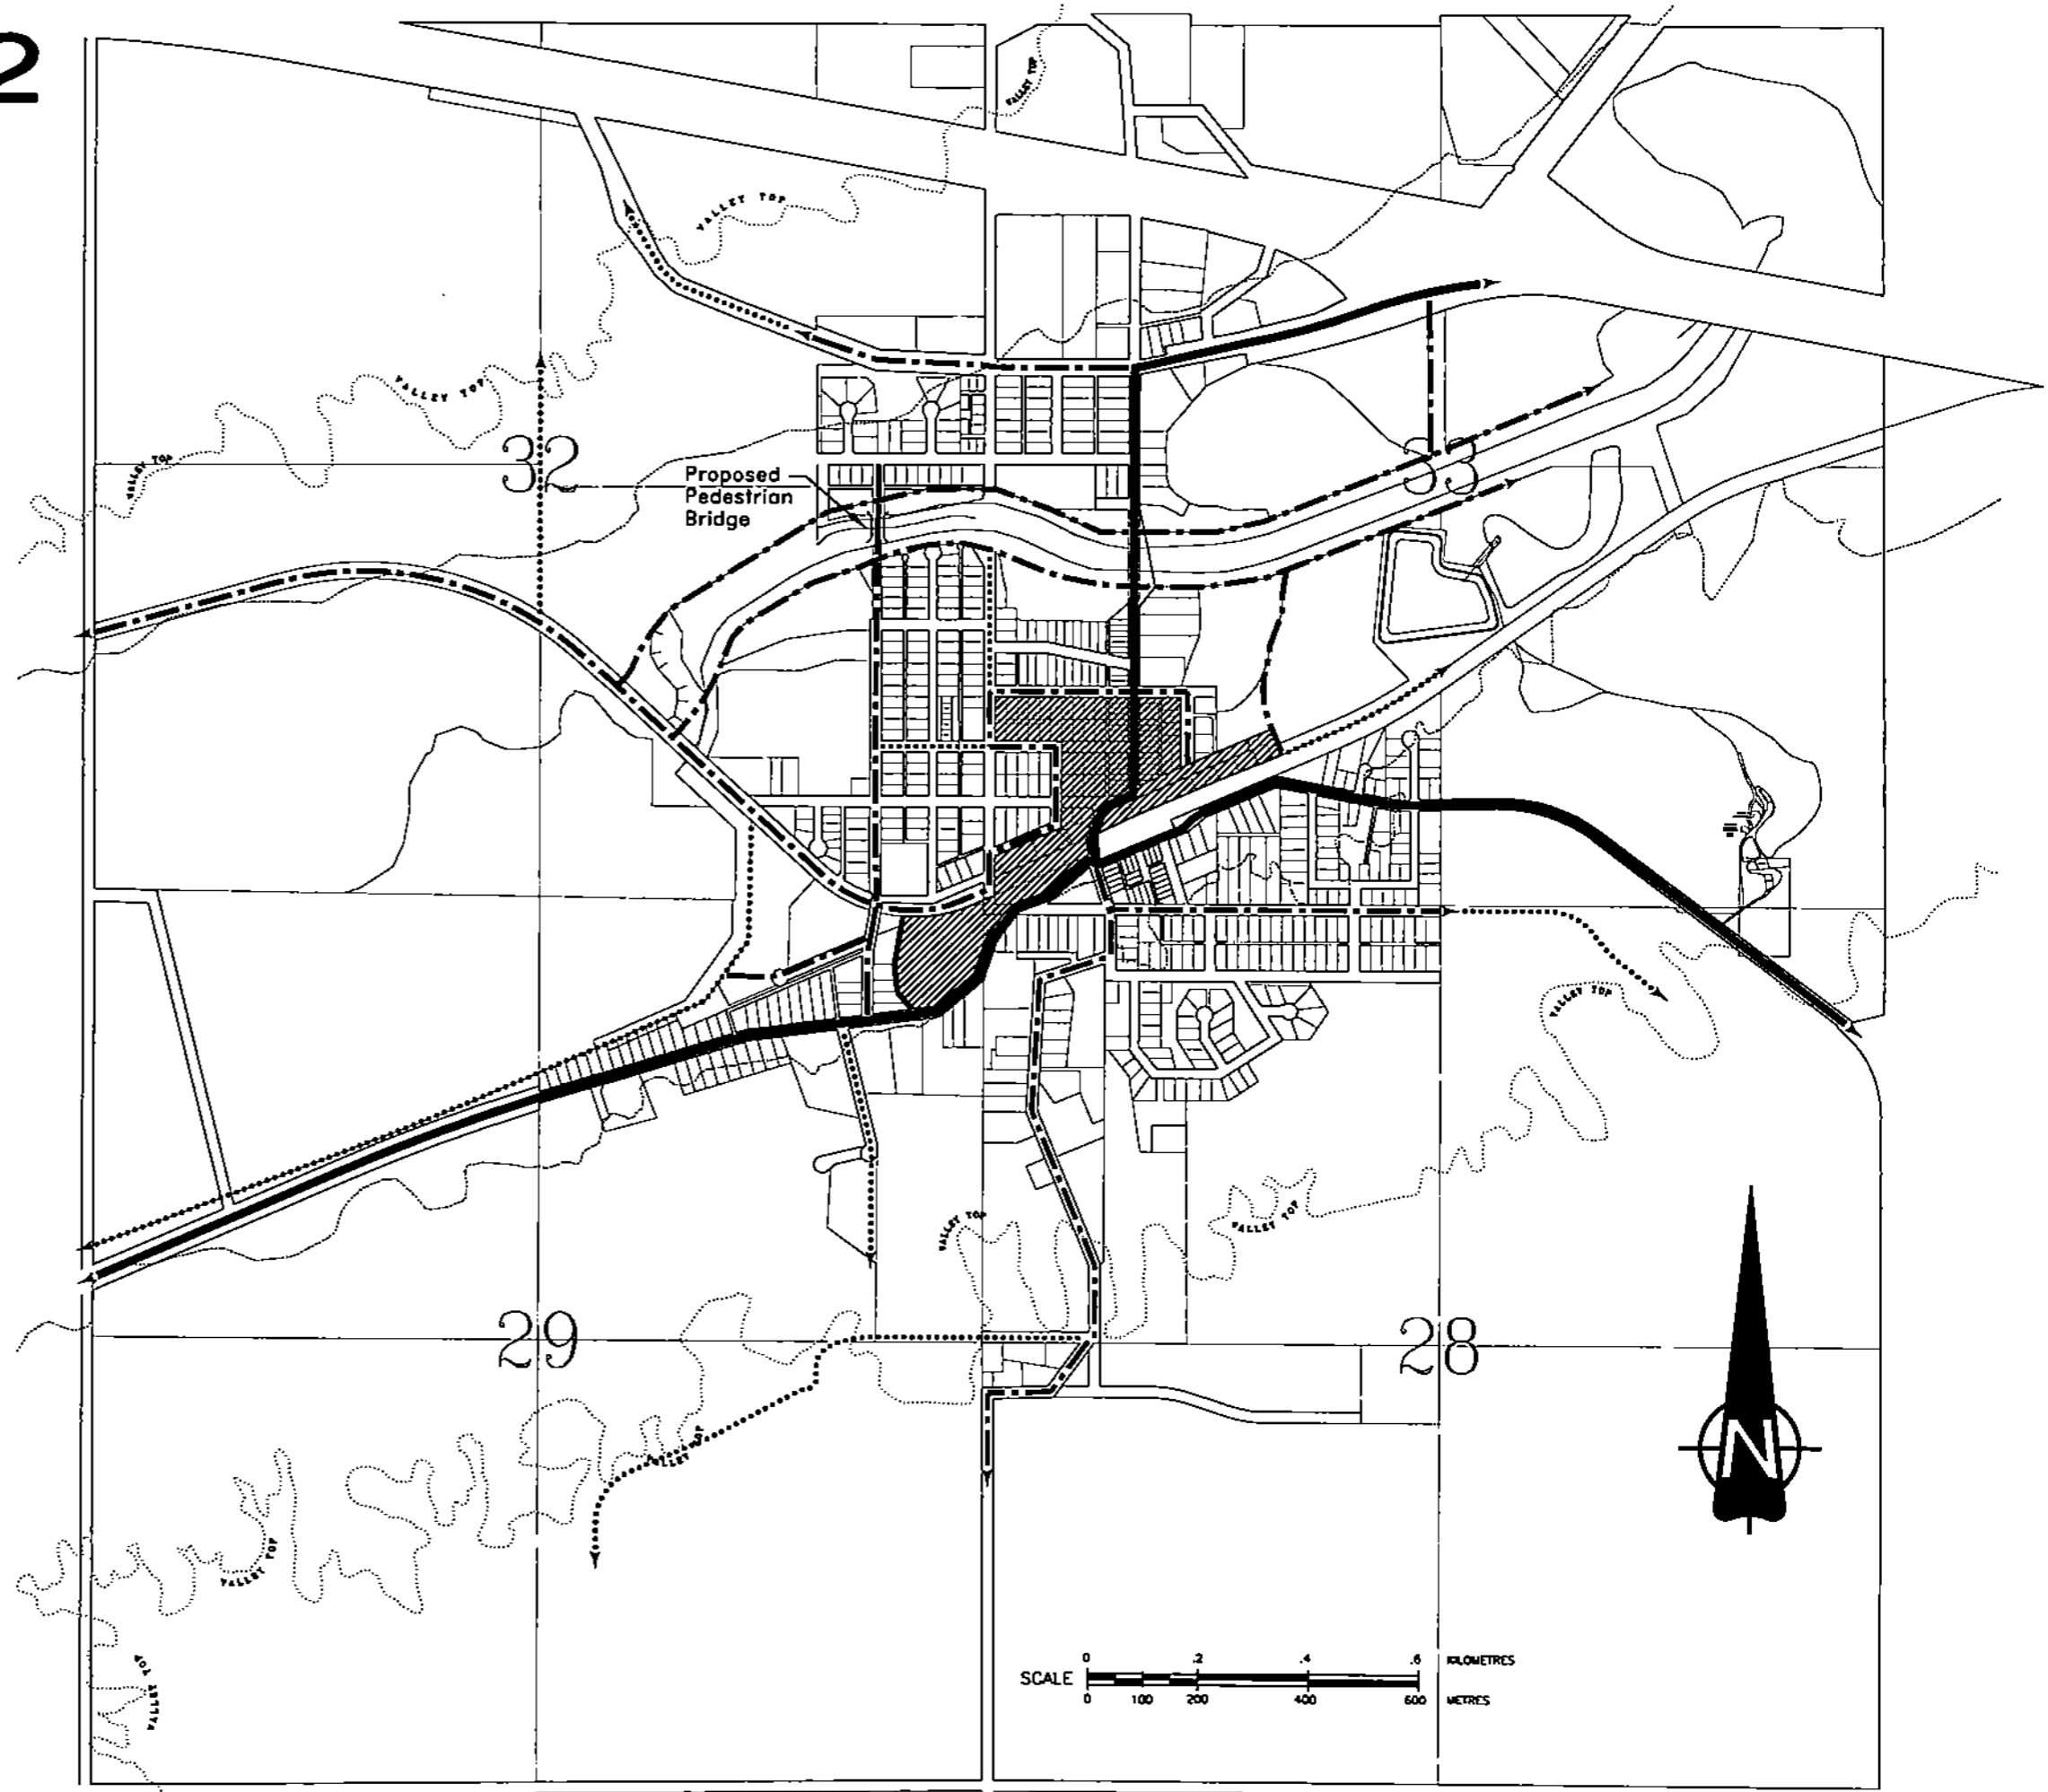 2
VALLEY TOP
VALLEY TOP
VALLEY TOP
VALLEY TOP
32
33
Proposed
Pedestrian
Bridge
VALLEY TOP
VALLEY TOP
VALLEY TOP
29
28
VALLEY TOP
VALLEY TOP
VALLEY TOP
N
SCALE
0 .2 .4 .6 KILOMETRES
0 100 200 400 600 METRES